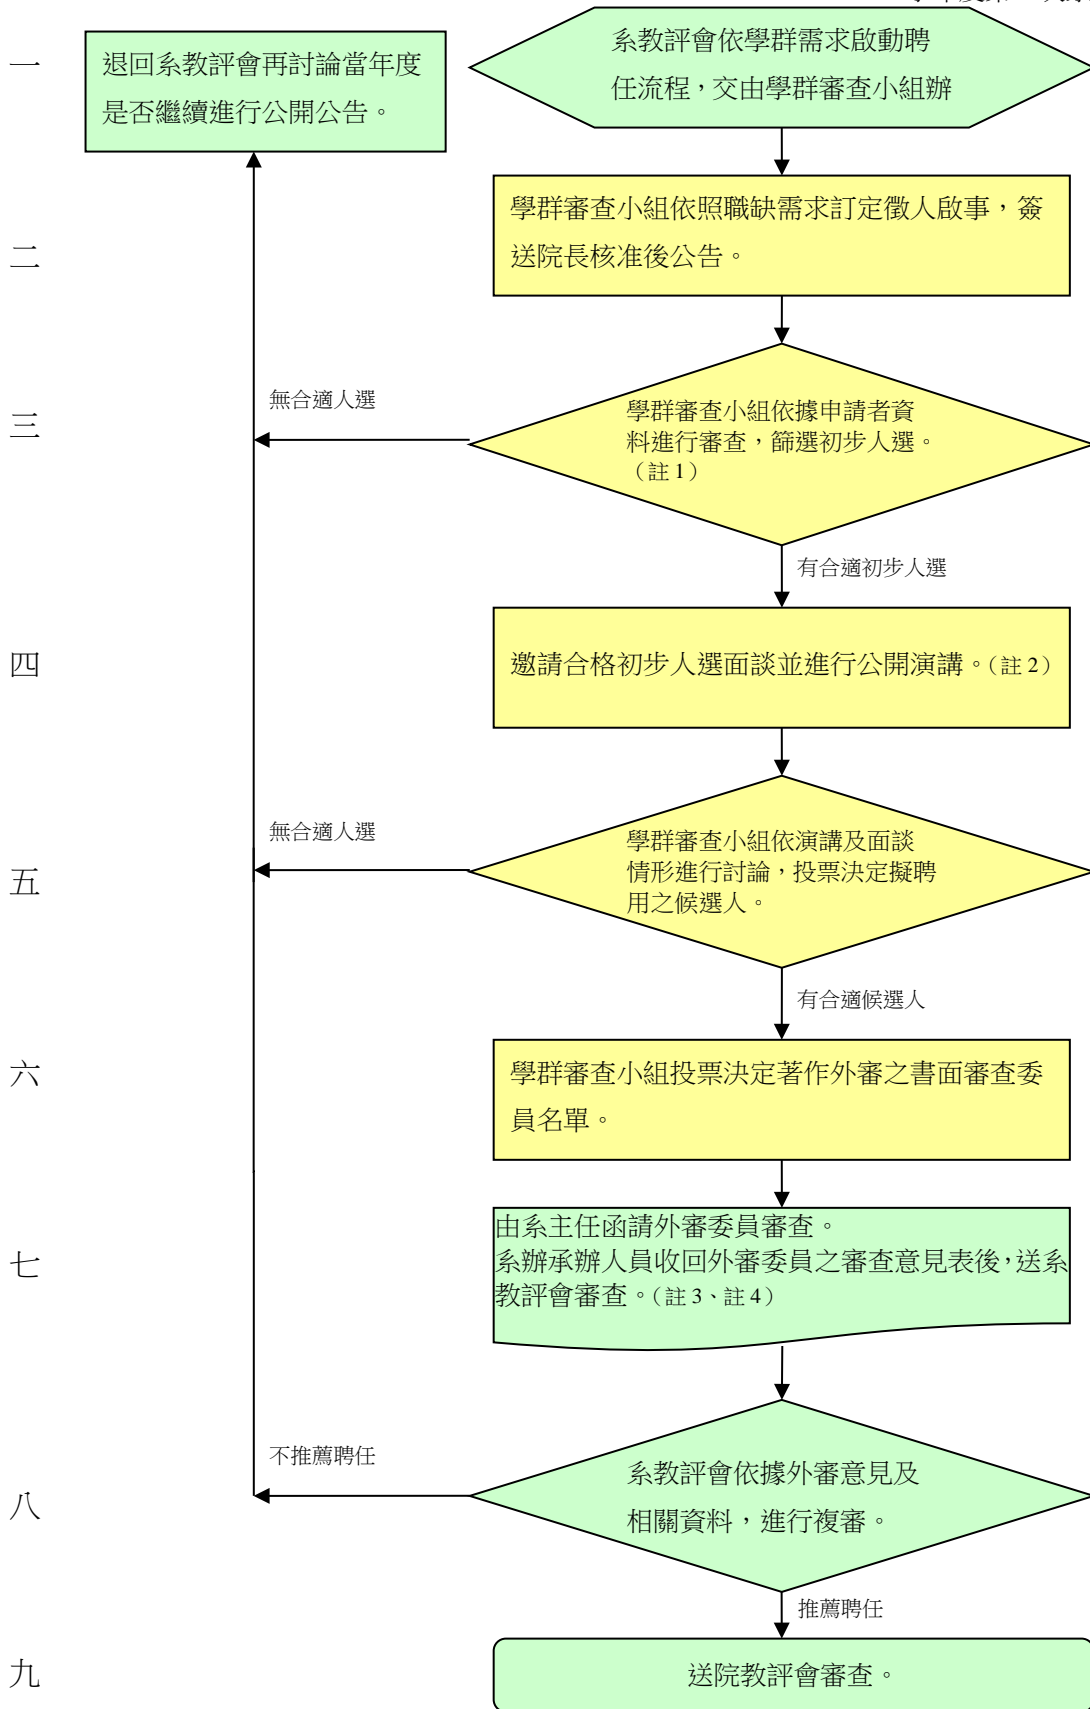 一
退回系教評會再討論當年度
是否繼續進行公開公告。
系教評會依學群需求啟動聘
任流程，交由學群審查小組辦
二
學群審查小組依照職缺需求訂定徵人啟事，簽
送院長核准後公告。
三
無合適人選
學群審查小組依據申請者資
料進行審查，篩選初步人選。
（註 1）
有合適初步人選
四
邀請合格初步人選面談並進行公開演講。（註 2）
五
無合適人選
學群審查小組依演講及面談
情形進行討論，投票決定擬聘
用之候選人。
有合適候選人
六
學群審查小組投票決定著作外審之書面審查委
員名單。
七
由系主任函請外審委員審查。
系辦承辦人員收回外審委員之審查意見表後，送系
教評會審查。（註 3、註 4）
八
不推薦聘任
系教評會依據外審意見及
相關資料，進行複審。
推薦聘任
九
送院教評會審查。